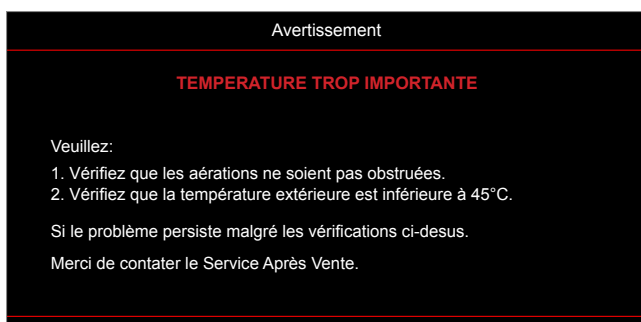 Avertissement
TEMPERATURE TROP IMPORTANTE
Veuillez:
1. Vérifiez que les aérations ne soient pas obstruées.
2. Vérifiez que la température extérieure est inférieure à 45°C.
Si le problème persiste malgré les vérifications ci-desus.
Merci de contater le Service Après Vente.